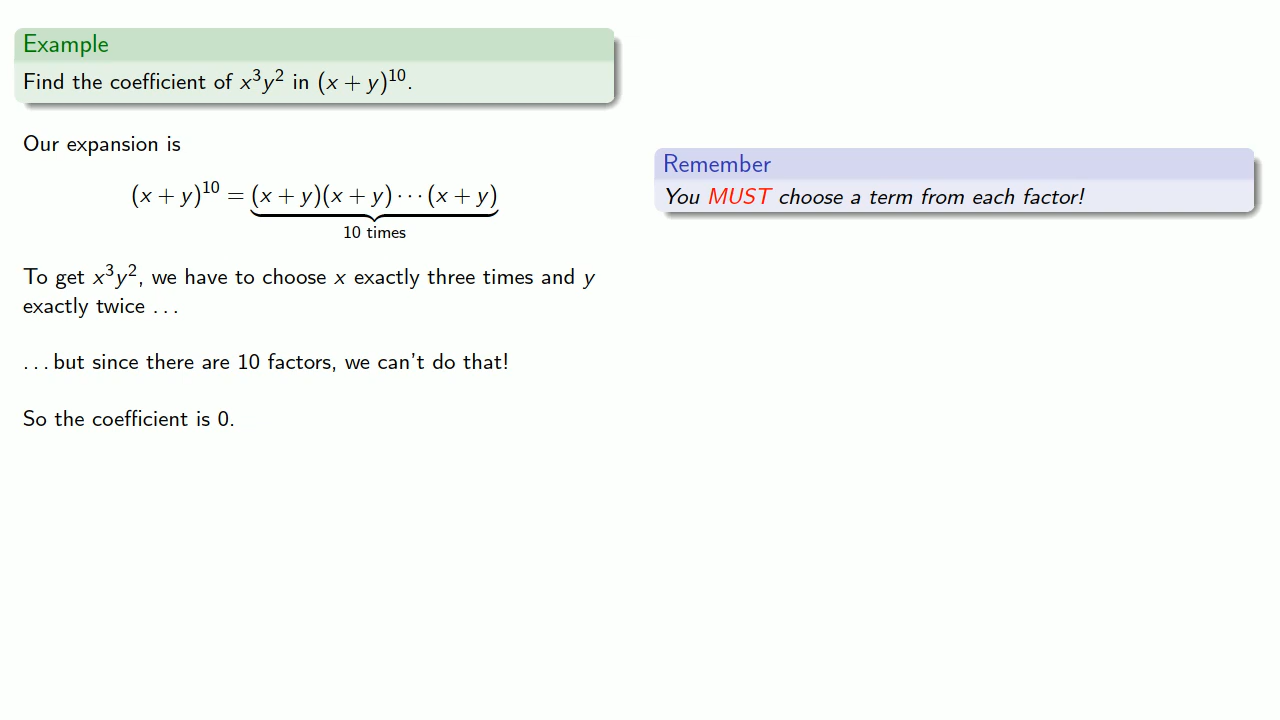 Example
Find the coefficient of x³y² in (x + y)¹⁰.
Our expansion is
(x + y)¹⁰ = (x + y)(x + y) ⋯ (x + y)
10 times
To get x³y², we have to choose x exactly three times and y
exactly twice ...
...but since there are 10 factors, we can't do that!
So the coefficient is 0.
Remember
You MUST choose a term from each factor!